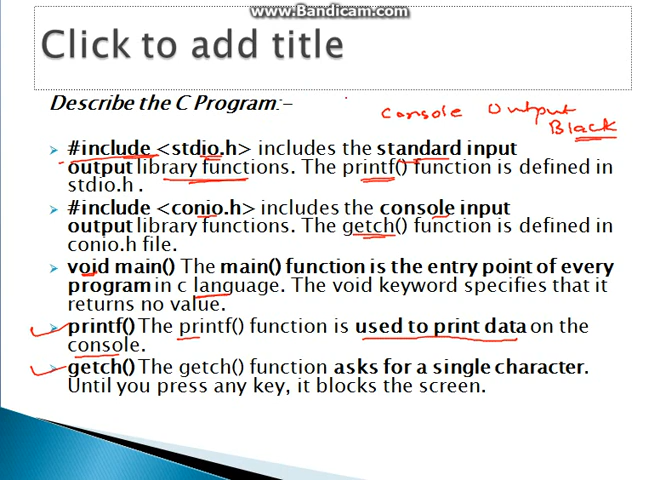 www.Bandicam.com
Click to add title
Describe the C Program:–
Console Output
Black
#include <stdio.h> includes the standard input
output library functions. The printf() function is defined in
stdio.h .
#include <conio.h> includes the console input
output library functions. The getch() function is defined in
conio.h file.
void main() The main() function is the entry point of every
program in c language. The void keyword specifies that it
returns no value.
printf() The printf() function is used to print data on the
console.
getch() The getch() function asks for a single character.
Until you press any key, it blocks the screen.